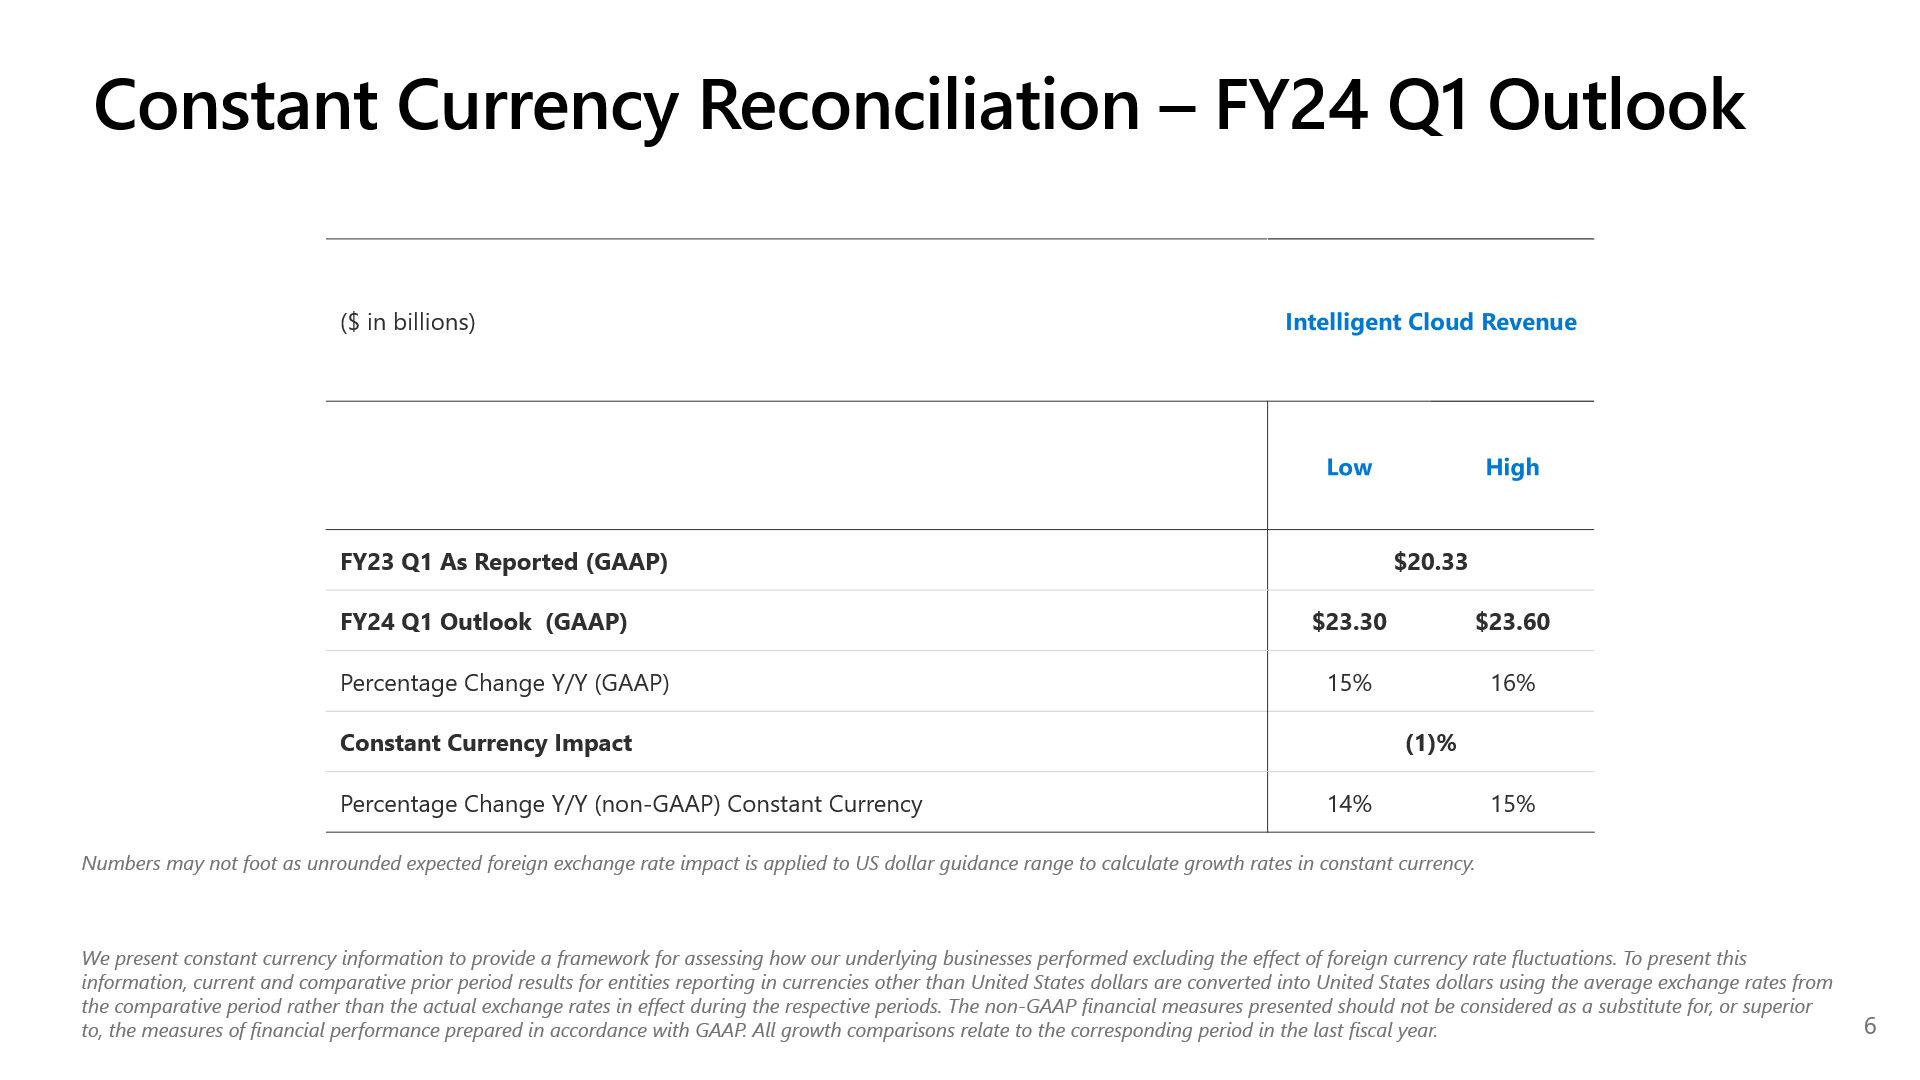 Constant Currency Reconciliation – FY24 Q1 Outlook
($ in billions) Intelligent Cloud Revenue
Low High
FY23 Q1 As Reported (GAAP) $20.33
FY24 Q1 Outlook (GAAP) $23.30 $23.60
Percentage Change Y/Y (GAAP) 15% 16%
Constant Currency Impact (1)%
Percentage Change Y/Y (non-GAAP) Constant Currency 14% 15%
Numbers may not foot as unrounded expected foreign exchange rate impact is applied to US dollar guidance range to calculate growth rates in constant currency.
We present constant currency information to provide a framework for assessing how our underlying businesses performed excluding the effect of foreign currency rate fluctuations. To present this
information, current and comparative prior period results for entities reporting in currencies other than United States dollars are converted into United States dollars using the average exchange rates from
the comparative period rather than the actual exchange rates in effect during the respective periods. The non-GAAP financial measures presented should not be considered as a substitute for, or superior
to, the measures of financial performance prepared in accordance with GAAP. All growth comparisons relate to the corresponding period in the last fiscal year.
6